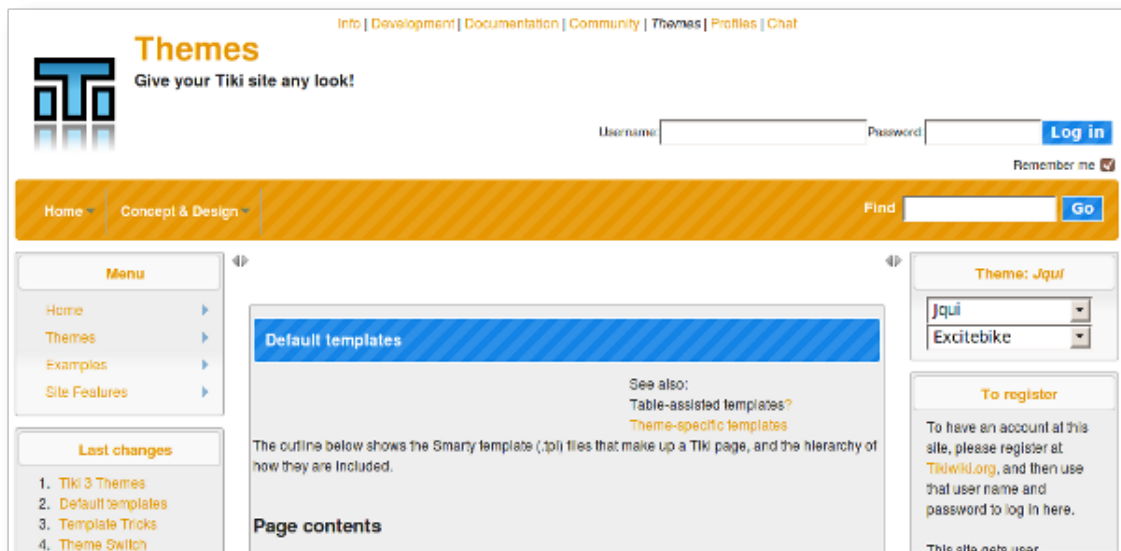 Info | Development | Documentation | Community | Themes | Profiles | Chat
Themes
Give your Tiki site any look!
Username:
Password:
Log in
Remember me
Home
Concept & Design
Find
Go
Menu
Home
Themes
Examples
Site Features
Last changes
1. Tiki 3 Themes
2. Default templates
3. Template Tricks
4. Theme Switch
Default templates
See also:
Table-assisted templates?
Theme-specific templates
The outline below shows the Smarty template (.tpl) files that make up a Tiki page, and the hierarchy of
how they are included.
Page contents
Theme: Jqui
Jqui
Excitebike
To register
To have an account at this
site, please register at
Tikiwiki.org, and then use
that user name and
password to log in here.
This site gets user